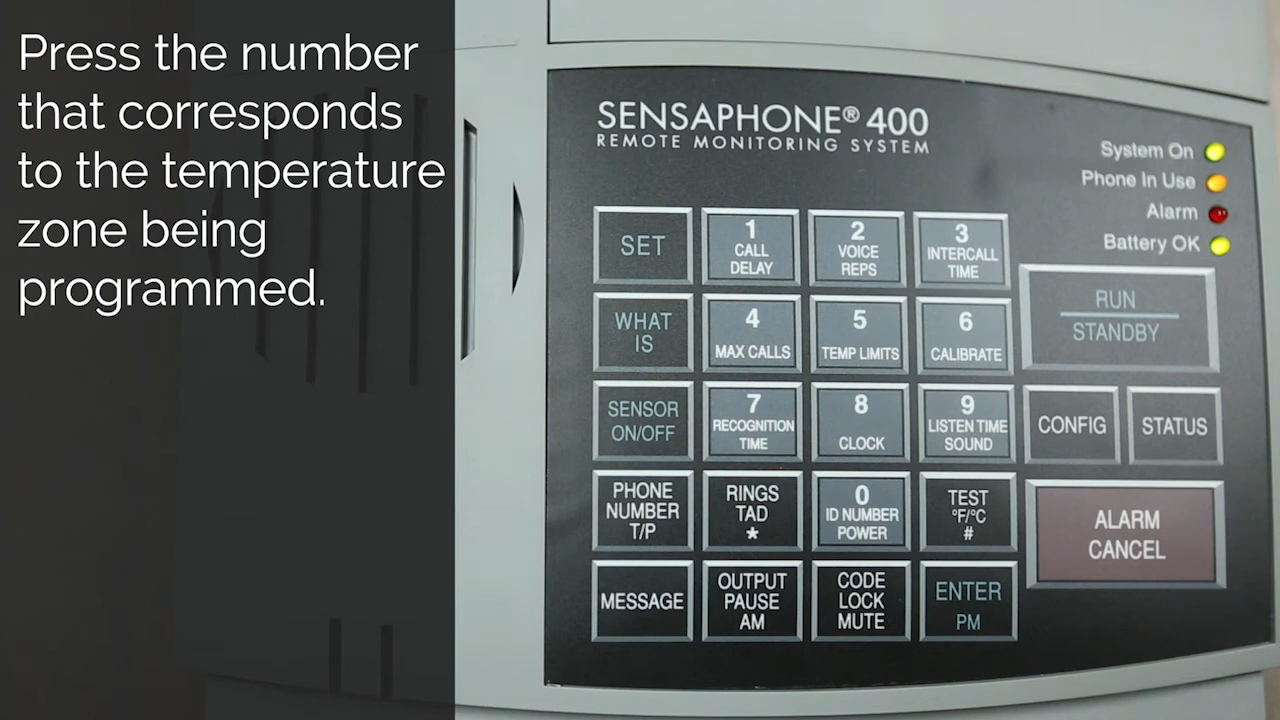 Press the number
that corresponds
to the temperature
zone being
programmed.
SENSAPHONE® 400
REMOTE MONITORING SYSTEM
System On
Phone In Use
Alarm
Battery OK
SET
1
CALL
DELAY
2
VOICE
REPS
3
INTERCALL
TIME
RUN
STANDBY
WHAT
IS
4
MAX CALLS
5
TEMP LIMITS
6
CALIBRATE
SENSOR
ON/OFF
7
RECOGNITION
TIME
8
CLOCK
9
LISTEN TIME
SOUND
CONFIG
STATUS
PHONE
NUMBER
T/P
RINGS
TAD
*
0
ID NUMBER
POWER
TEST
°F/°C
#
ALARM
CANCEL
MESSAGE
OUTPUT
PAUSE
AM
CODE
LOCK
MUTE
ENTER
PM